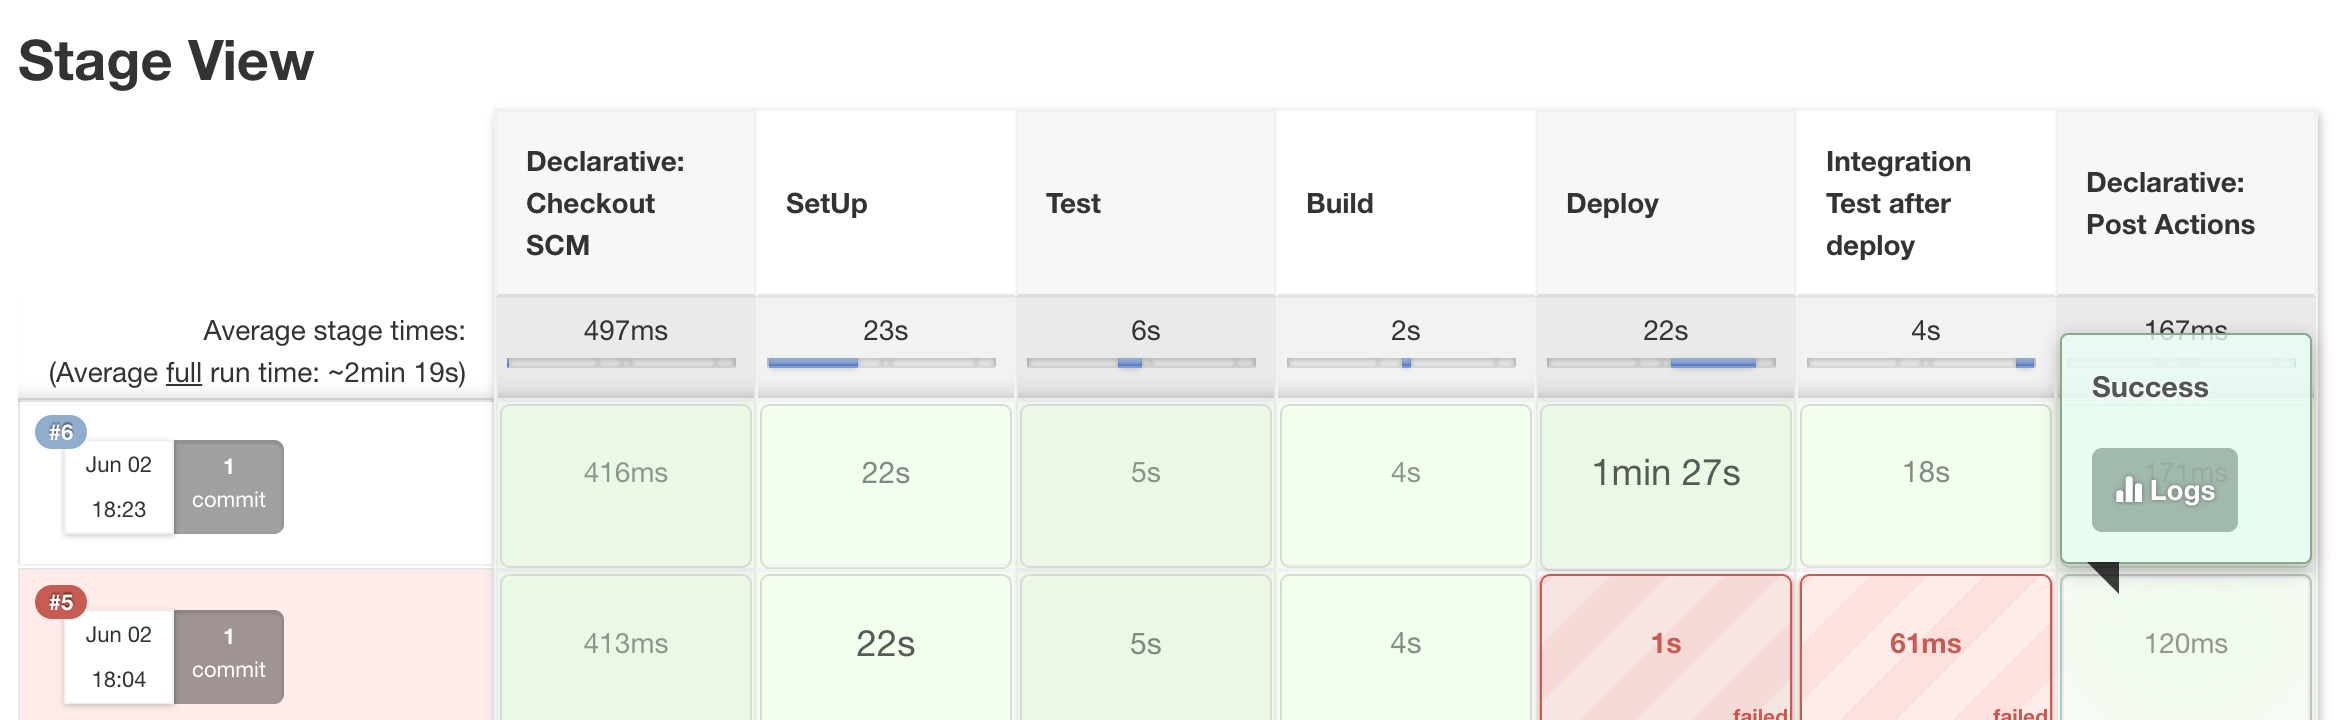 Stage View
Declarative:
Checkout
SCM
SetUp
Test
Build
Deploy
Integration
Test after
deploy
Declarative:
Post Actions
Average stage times:
(Average full run time: ~2min 19s)
497ms
23s
6s
2s
22s
4s
167ms
#6
Jun 02
18:23
1
commit
416ms
22s
5s
4s
1min 27s
18s
Success
171ms
Logs
#5
Jun 02
18:04
1
commit
413ms
22s
5s
4s
1s
failed
61ms
failed
120ms